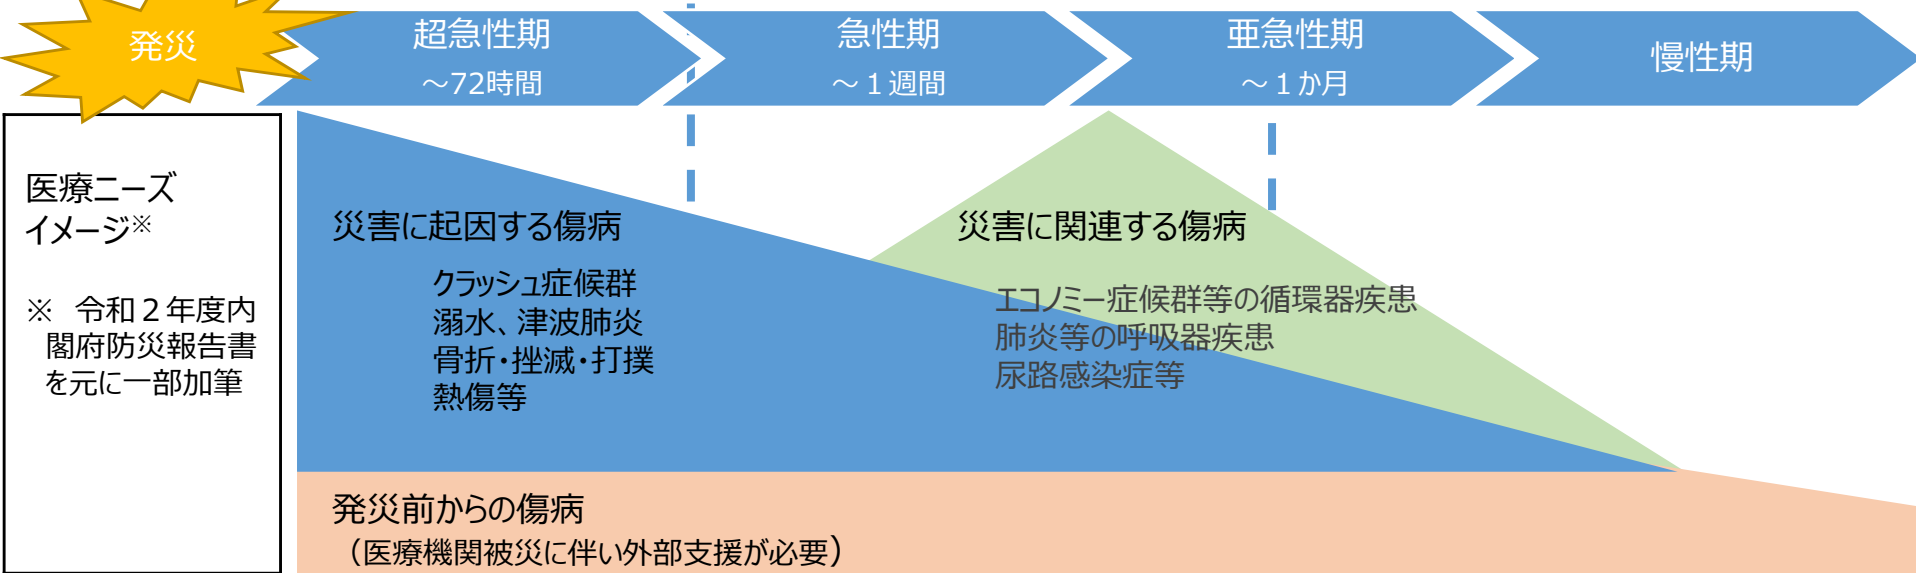 発災
超急性期
～72時間
急性期
～１週間
亜急性期
～１か月
慢性期
医療ニーズ
イメージ※
※　令和２年度内
閣府防災報告書
を元に一部加筆
災害に起因する傷病
クラッシュ症候群
溺水、津波肺炎
骨折・挫滅・打撲
熱傷等
災害に関連する傷病
エコノミー症候群等の循環器疾患
肺炎等の呼吸器疾患
尿路感染症等
発災前からの傷病
（医療機関被災に伴い外部支援が必要）